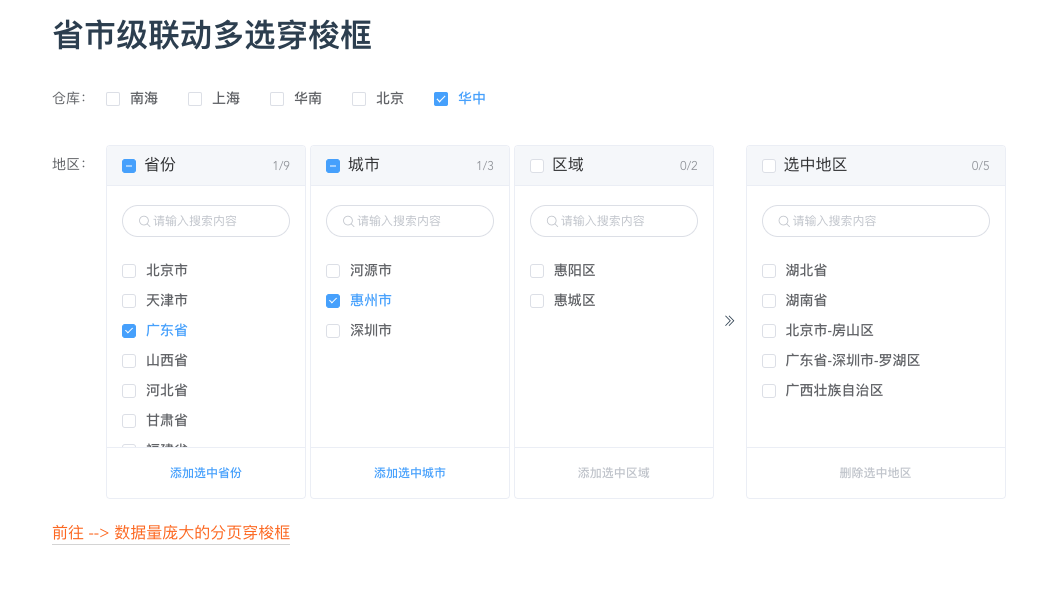 省市级联动多选穿梭框
仓库： 南海 上海 华南 北京 华中
地区：
省份 1/9
请输入搜索内容
北京市
天津市
广东省
山西省
河北省
甘肃省
福建省
添加选中省份
城市 1/3
请输入搜索内容
河源市
惠州市
深圳市
添加选中城市
区域 0/2
请输入搜索内容
惠阳区
惠城区
添加选中区域
选中地区 0/5
请输入搜索内容
湖北省
湖南省
北京市-房山区
广东省-深圳市-罗湖区
广西壮族自治区
删除选中地区
前往 --> 数据量庞大的分页穿梭框